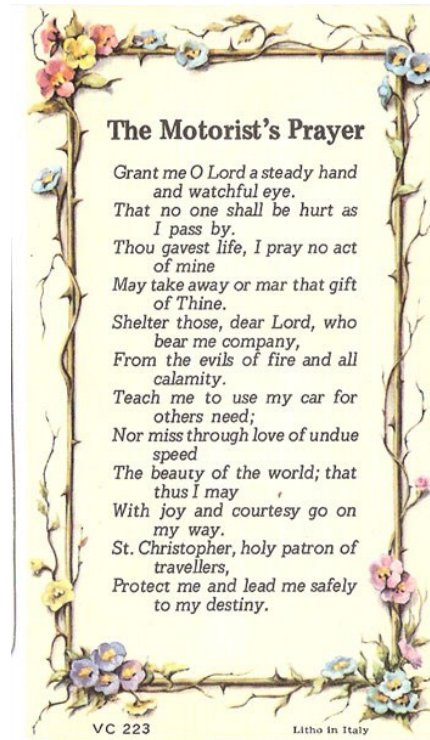 The Motorist's Prayer
Grant me O Lord a steady hand
and watchful eye.
That no one shall be hurt as
I pass by.
Thou gavest life, I pray no act
of mine
May take away or mar that gift
of Thine.
Shelter those, dear Lord, who
bear me company,
From the evils of fire and all
calamity.
Teach me to use my car for
others need;
Nor miss through love of undue
speed
The beauty of the world; that
thus I may
With joy and courtesy go on
my way.
St. Christopher, holy patron of
travellers,
Protect me and lead me safely
to my destiny.
VC 223
Litho in Italy